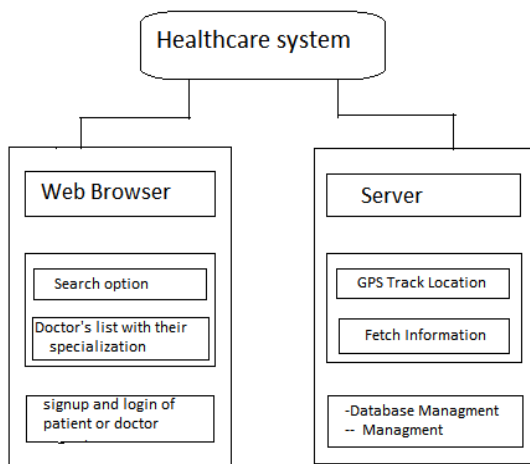 Healthcare system
Web Browser
Search option
Doctor's list with their
specialization
signup and login of
patient or doctor
Server
GPS Track Location
Fetch Information
-Database Managment
-- Managment